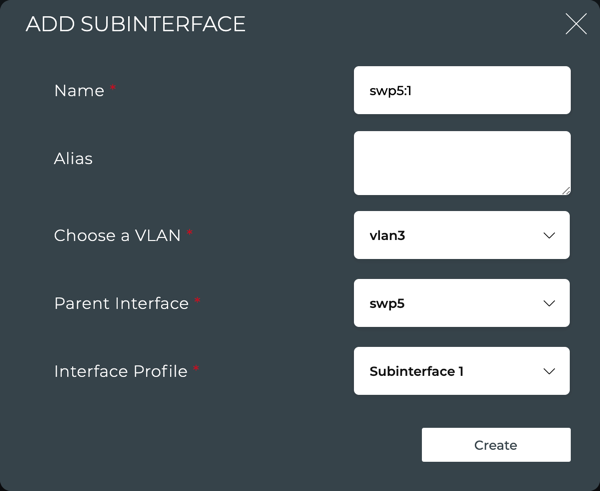 ADD SUBINTERFACE
Name * swp5:1
Alias
Choose a VLAN * vlan3
Parent Interface * swp5
Interface Profile * Subinterface 1
Create